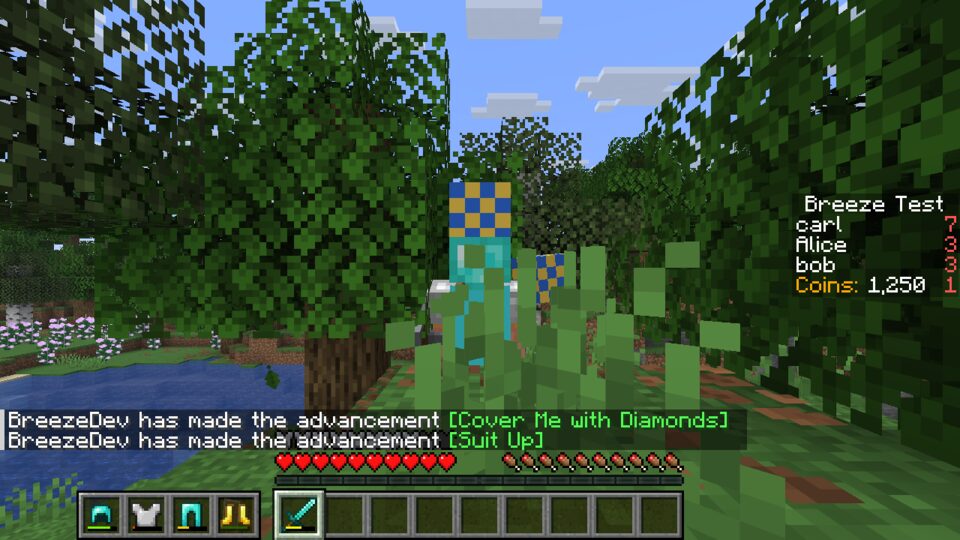 Breeze Test
carl 7
Alice 3
bob 3
Coins: 1,250 1
BreezeDev has made the advancement [Cover Me with Diamonds]
BreezeDev has made the advancement [Suit Up]